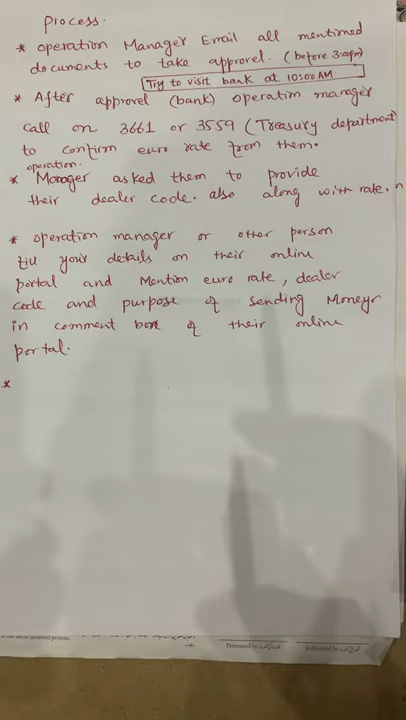 process.
* operation Manager Email all mentioned
documents to take approvel. (before 3:00pm)
Try to visit bank at 10:00 AM
* After approvel (bank) operation manager
call on 3661 or 3559 (Treasury department)
to confirm euro rate from them.
operation.
* Manager asked them to provide
their dealer code. also along with rate.
* operation manager or other person
fill your details on their online
portal and Mention euro rate, dealer
code and purpose of sending Money
in comment box of their online
portal.
*
Processed by
Authorized by